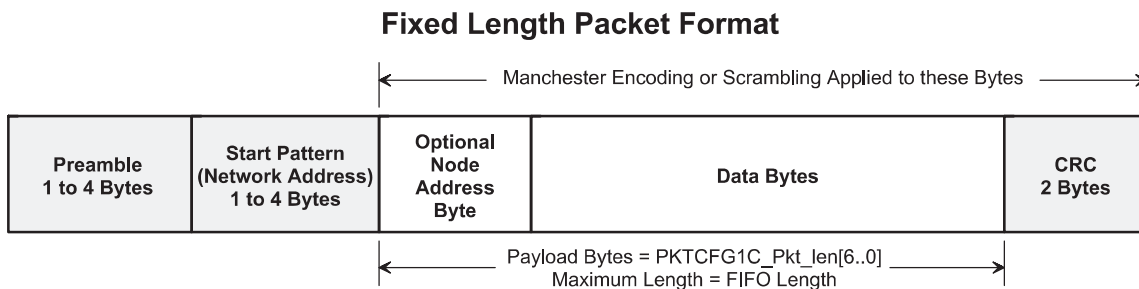 Fixed Length Packet Format
Manchester Encoding or Scrambling Applied to these Bytes
Preamble
1 to 4 Bytes
Start Pattern
(Network Address)
1 to 4 Bytes
Optional
Node
Address
Byte
Data Bytes
CRC
2 Bytes
Payload Bytes = PKTCFG1C_Pkt_len[6..0]
Maximum Length = FIFO Length